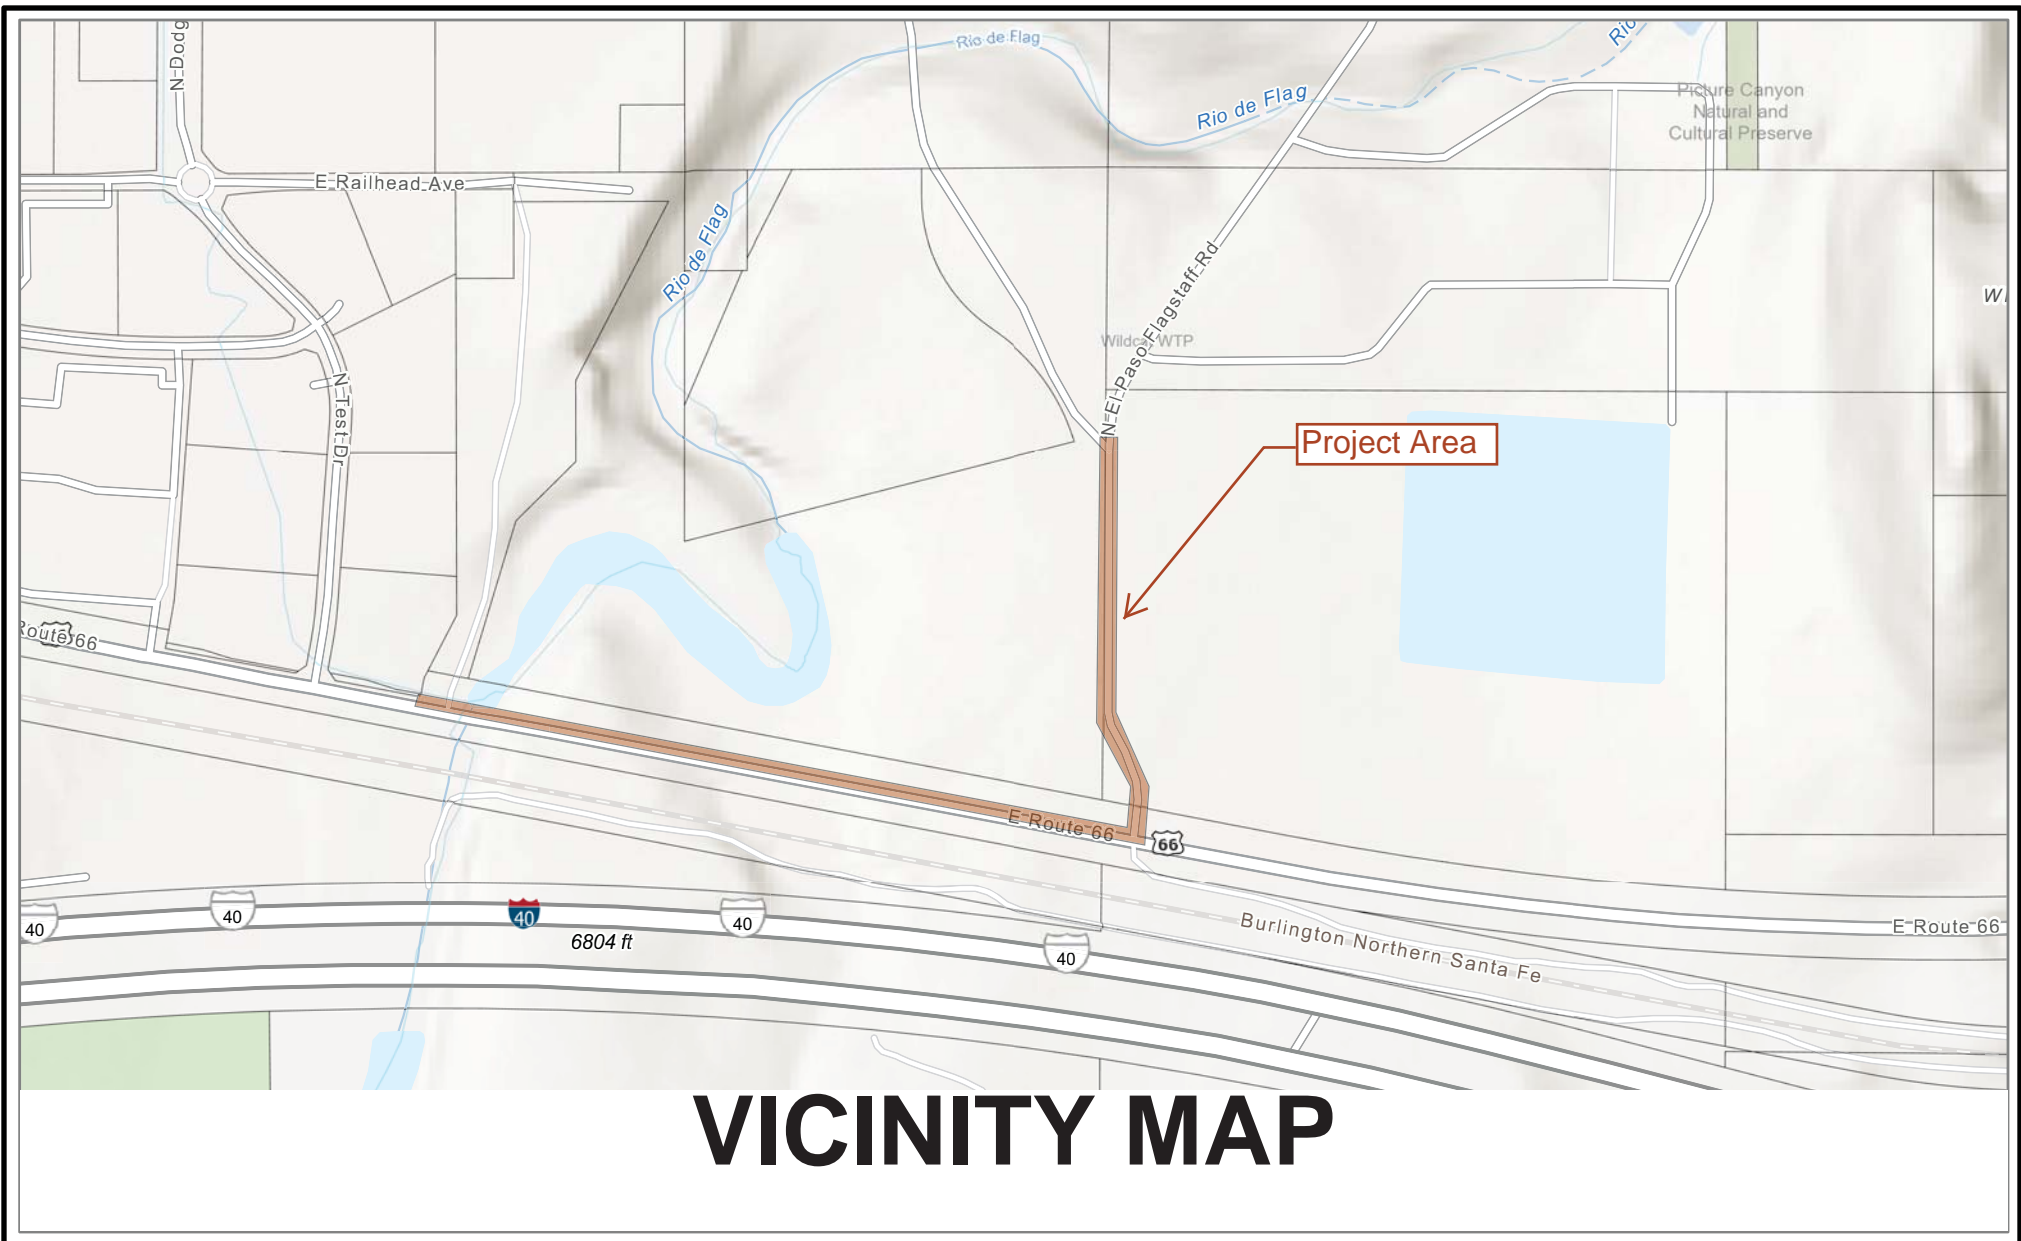 N Dodg
Rio de Flag
Rio
Rio de Flag
Picture Canyon
Natural and
Cultural Preserve
E Railhead Ave
Rio de Flag
N El Paso Flagstaff Rd
Wildcat WTP
N Test Dr
Project Area
Route 66
E Route 66
66
40
40
40
40
40
6804 ft
Burlington Northern Santa Fe
E Route 66
VICINITY MAP